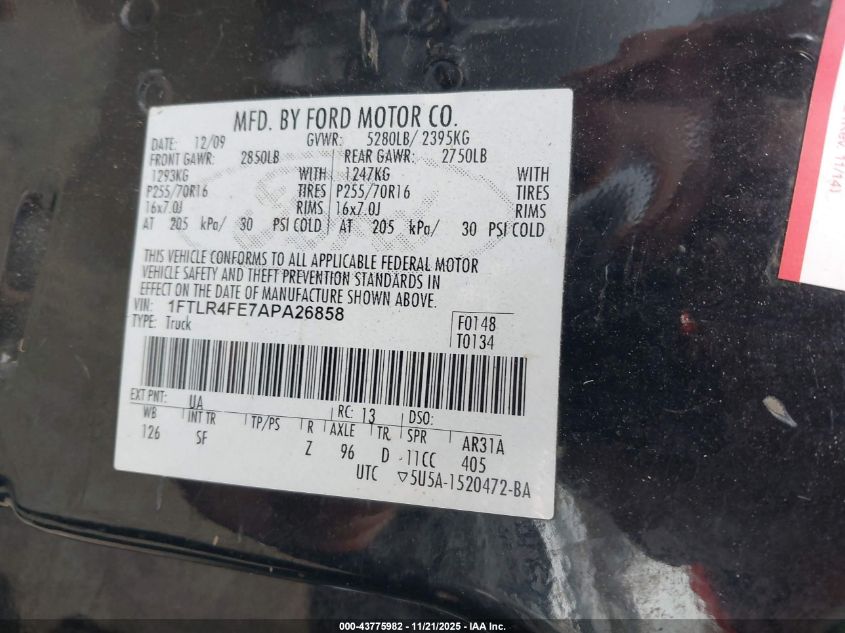 MFD. BY FORD MOTOR CO.
DATE: 12/09 GVWR: 5280LB/ 2395KG
FRONT GAWR: 2850LB REAR GAWR: 2750LB
1293KG WITH 1247KG WITH
P255/70R16 TIRES P255/70R16 TIRES
16x7.0J RIMS 16x7.0J RIMS
AT 205 kPa/ 30 PSI COLD AT 205 kPa/ 30 PSI COLD
THIS VEHICLE CONFORMS TO ALL APPLICABLE FEDERAL MOTOR
VEHICLE SAFETY AND THEFT PREVENTION STANDARDS IN
EFFECT ON THE DATE OF MANUFACTURE SHOWN ABOVE.
VIN: 1FTLR4FE7APA26858
TYPE: Truck
F0148
T0134
EXT PNT: UA RC: 13 DSO:
WB INT TR TP/PS R AXLE TR SPR AR31A
126 SF Z 96 D -11CC 405
UTC ▽5U5A-1520472-BA
11/14)
000-43775982 - 11/21/2025 - IAA Inc.